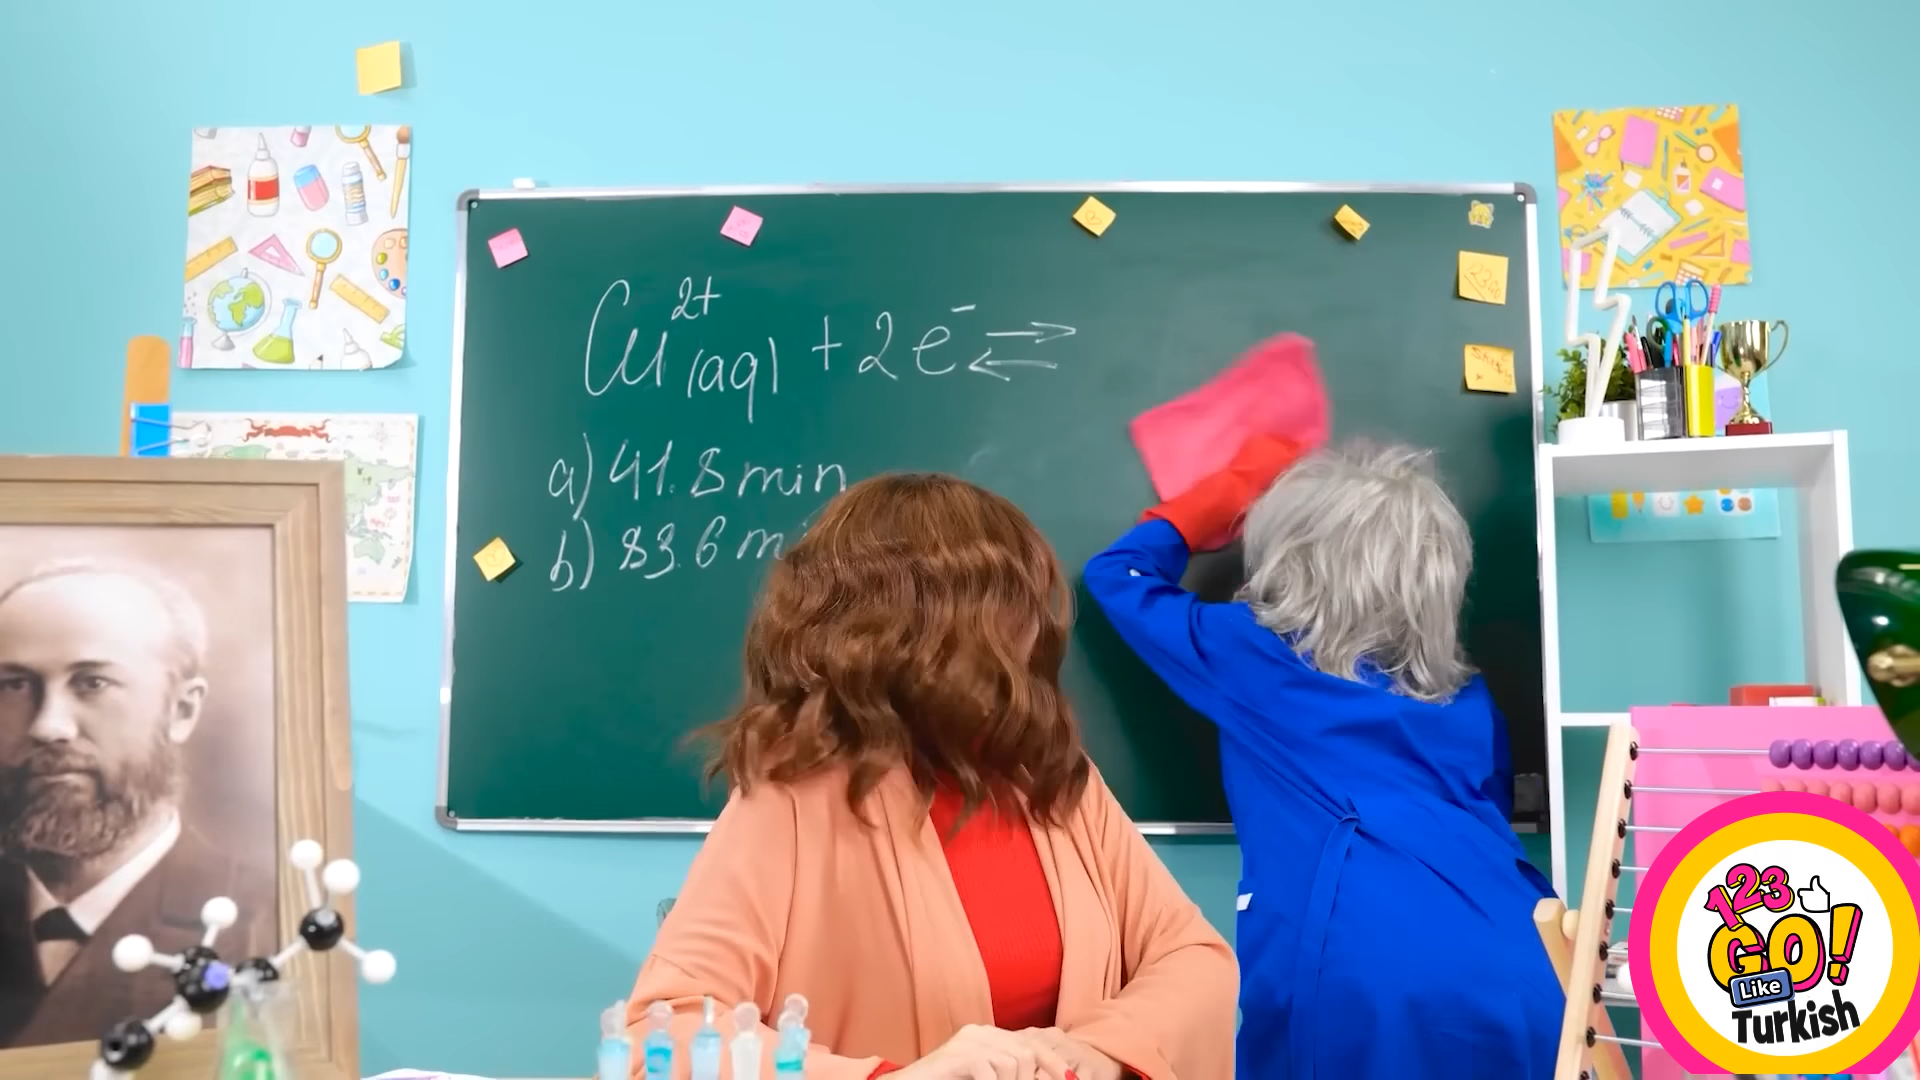 Cu²⁺(aq) + 2e⁻ ⇄
a) 41.8 min
b) 83.6 m
123
GO!
Like
Turkish